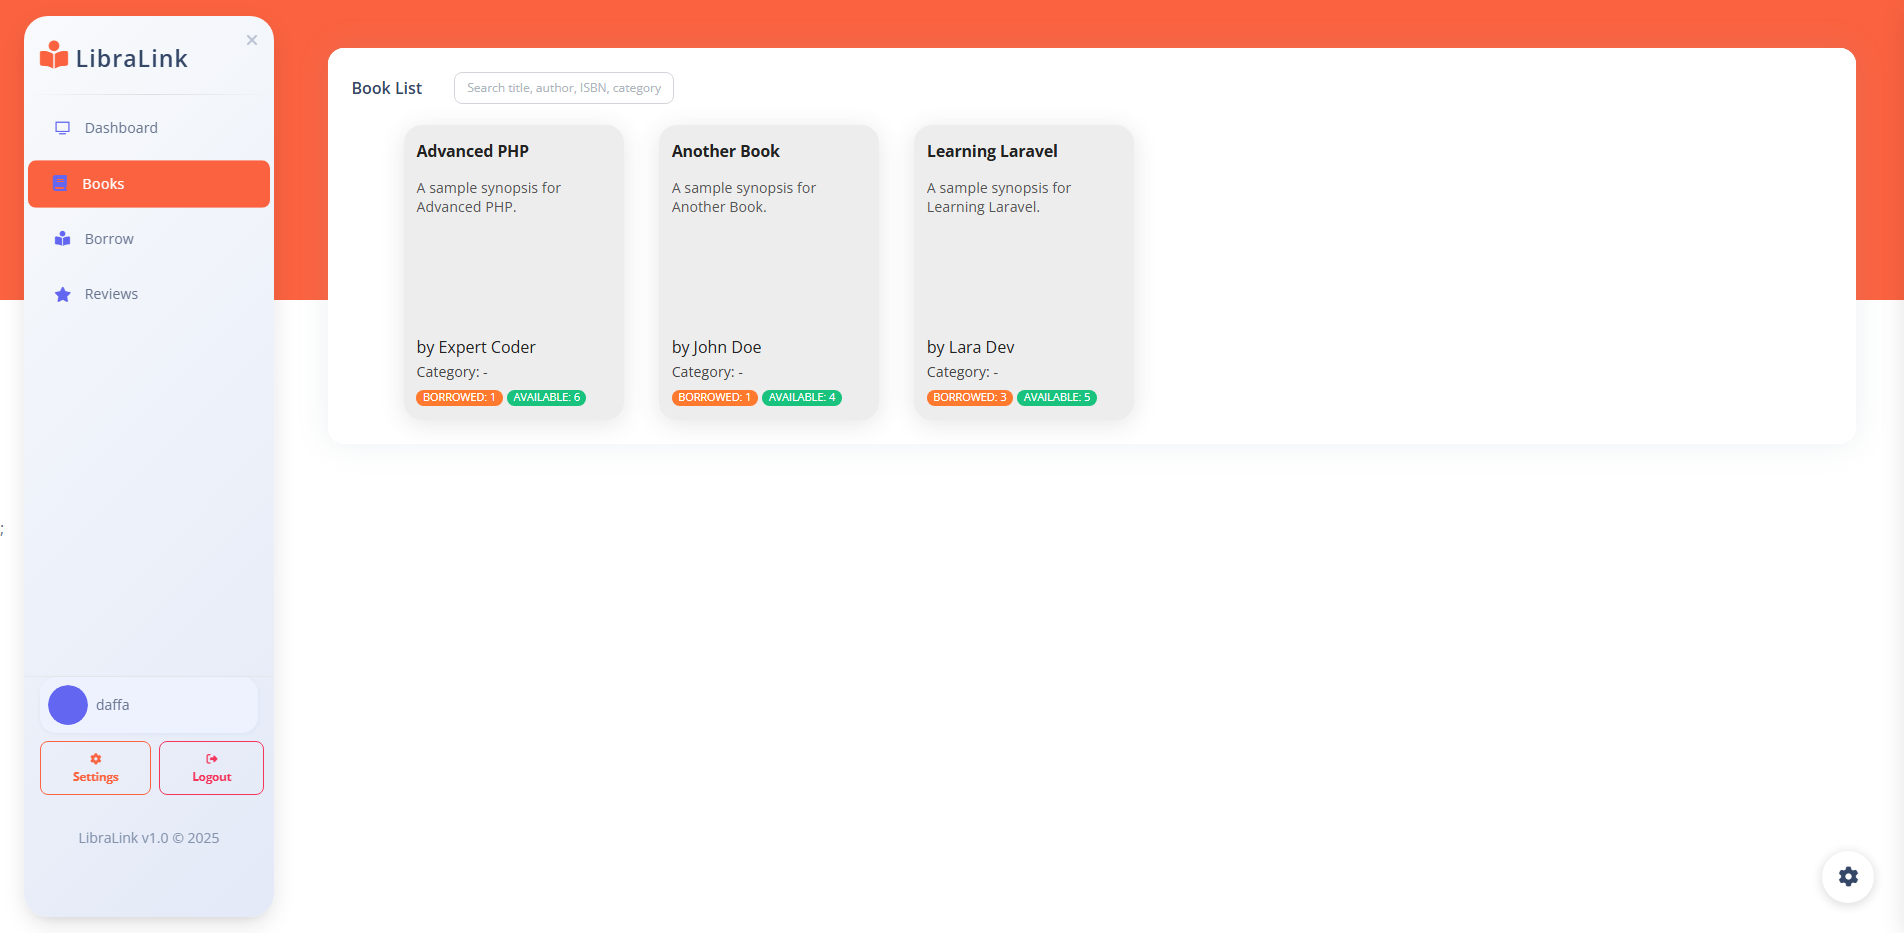 LibraLink
Dashboard
Books
Borrow
Reviews
;
daffa
Settings
Logout
LibraLink v1.0 © 2025
Book List
Search title, author, ISBN, category
Advanced PHP
A sample synopsis for
Advanced PHP.
by Expert Coder
Category: -
BORROWED: 1 AVAILABLE: 6
Another Book
A sample synopsis for
Another Book.
by John Doe
Category: -
BORROWED: 1 AVAILABLE: 4
Learning Laravel
A sample synopsis for
Learning Laravel.
by Lara Dev
Category: -
BORROWED: 3 AVAILABLE: 5